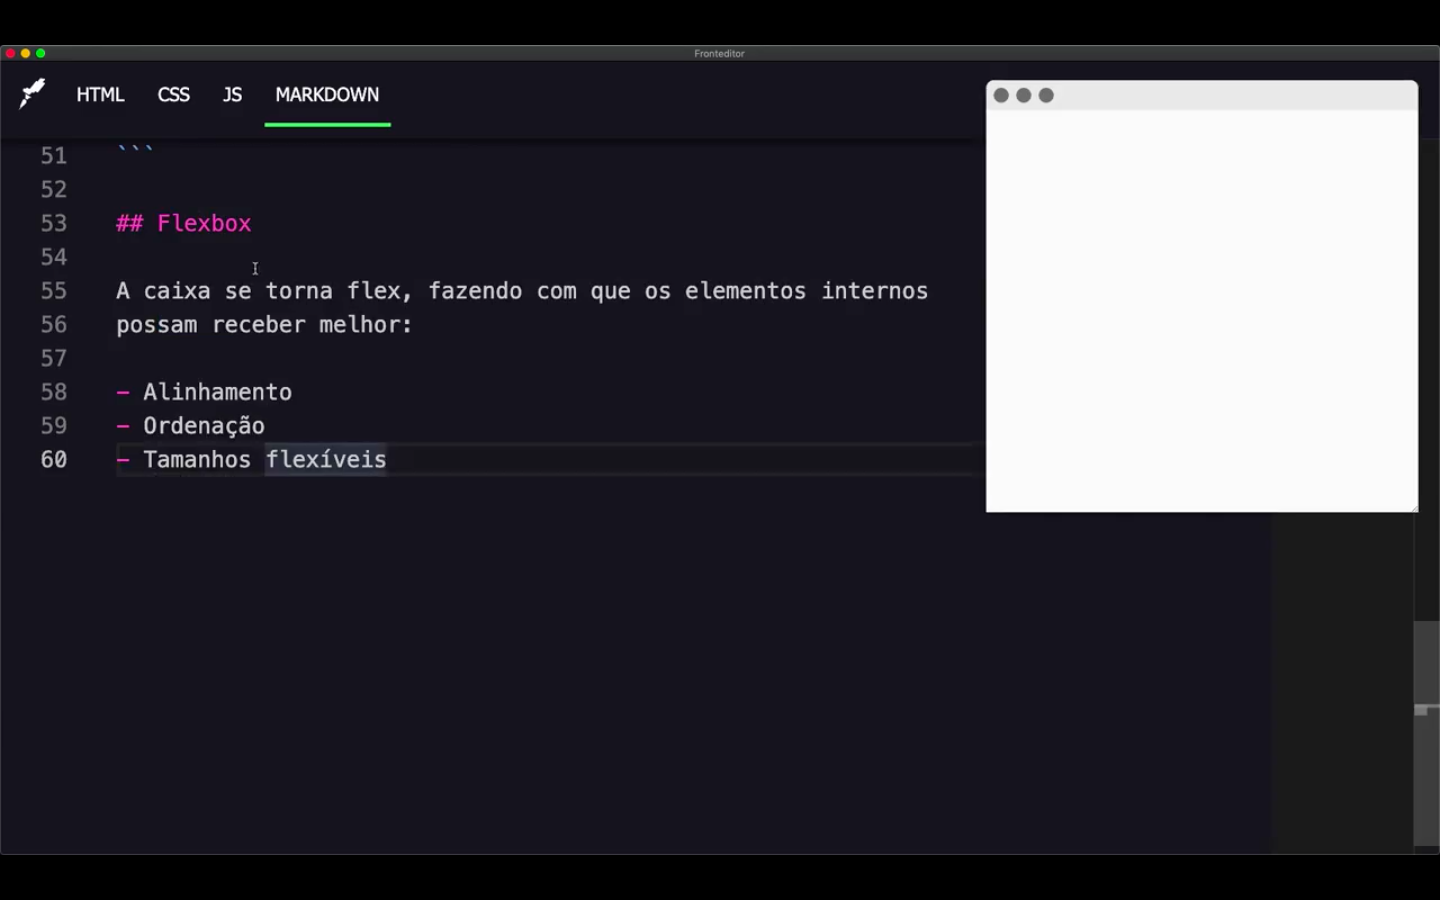 Fronteditor
HTML CSS JS MARKDOWN
51 ```
52
53 ## Flexbox
54
55 A caixa se torna flex, fazendo com que os elementos internos
56 possam receber melhor:
57
58 - Alinhamento
59 - Ordenação
60 - Tamanhos flexíveis